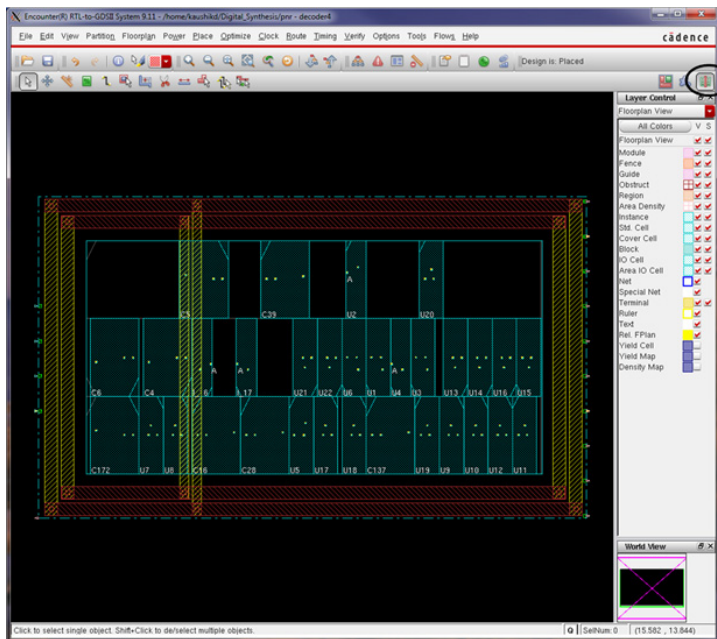 Encounter(R) RTL-to-GDSII System 9.11 - /home/kaushikd/Digital_Synthesis/pnr - decoder4
File Edit View Partition Floorplan Power Place Optimize Clock Route Timing Verify Options Tools Flows Help
cādence
Design is: Placed
Layer Control
Floorplan View
All Colors V S
Floorplan View
Module
Fence
Guide
Obstruct
Region
Area Density
Instance
Std. Cell
Cover Cell
Block
IO Cell
Area IO Cell
Net
Special Net
Terminal
Ruler
Text
Rel. FPlan
Yield Cell
Yield Map
Density Map
A
C5 C39 U2 U20
A A A
C6 C4 6 17 U21 U22 U6 U1 U4 U3 U13 U14 U16 U15
C172 U7 U8 C16 C28 U5 U17 U18 C137 U19 U9 U10 U12 U11
World View
Click to select single object. Shift+Click to de/select multiple objects.
Q SelNum: 0 (15.582 , 13.844)